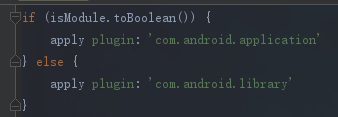 if (isModule.toBoolean()) {
    apply plugin: 'com.android.application'
} else {
    apply plugin: 'com.android.library'
}